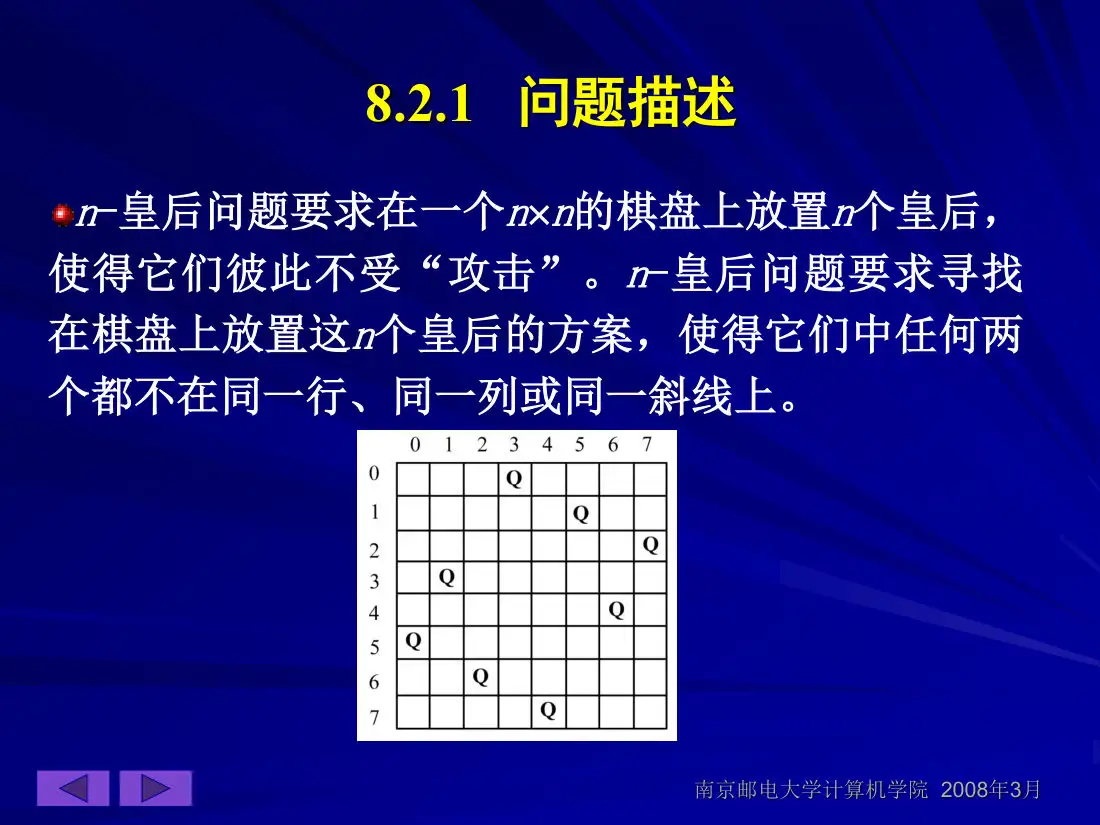 8.2.1 问题描述
n-皇后问题要求在一个n×n的棋盘上放置n个皇后，
使得它们彼此不受“攻击”。n-皇后问题要求寻找
在棋盘上放置这n个皇后的方案，使得它们中任何两
个都不在同一行、同一列或同一斜线上。
0 1 2 3 4 5 6 7
0 Q
1 Q
2 Q
3 Q
4 Q
5 Q
6 Q
7 Q
南京邮电大学计算机学院 2008年3月